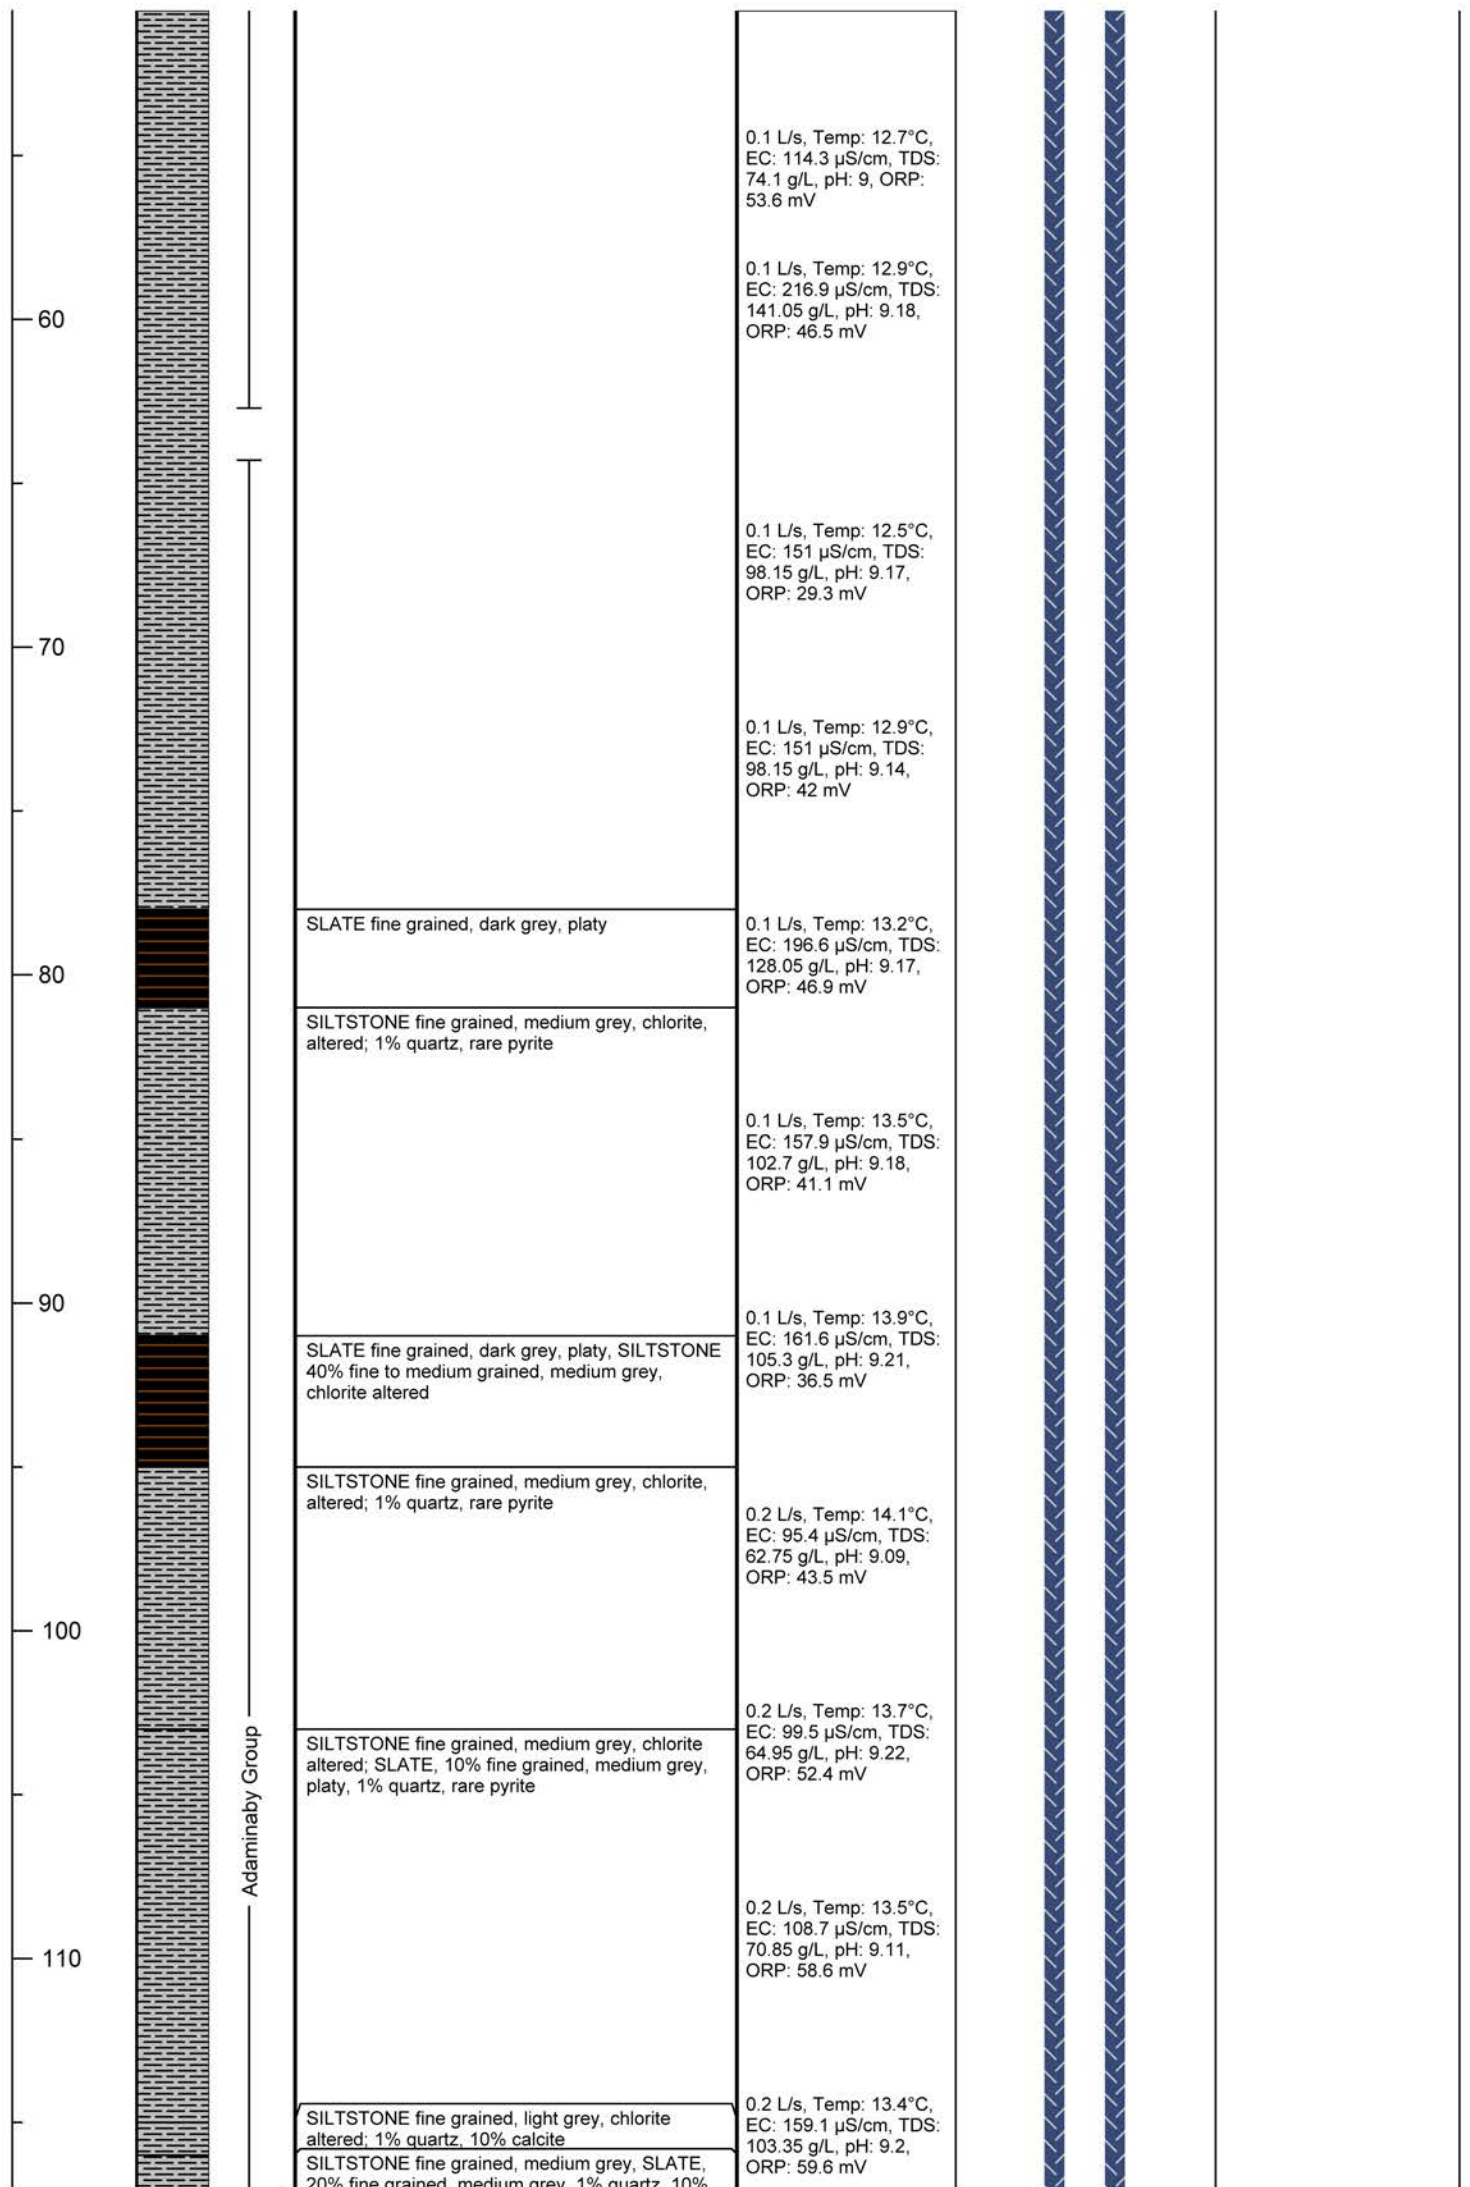 0.1 L/s, Temp: 12.7°C,
EC: 114.3 µS/cm, TDS:
74.1 g/L, pH: 9, ORP:
53.6 mV
0.1 L/s, Temp: 12.9°C,
EC: 216.9 µS/cm, TDS:
141.05 g/L, pH: 9.18,
ORP: 46.5 mV
60
0.1 L/s, Temp: 12.5°C,
EC: 151 µS/cm, TDS:
98.15 g/L, pH: 9.17,
ORP: 29.3 mV
70
0.1 L/s, Temp: 12.9°C,
EC: 151 µS/cm, TDS:
98.15 g/L, pH: 9.14,
ORP: 42 mV
SLATE fine grained, dark grey, platy
0.1 L/s, Temp: 13.2°C,
EC: 196.6 µS/cm, TDS:
128.05 g/L, pH: 9.17,
ORP: 46.9 mV
80
SILTSTONE fine grained, medium grey, chlorite,
altered; 1% quartz, rare pyrite
0.1 L/s, Temp: 13.5°C,
EC: 157.9 µS/cm, TDS:
102.7 g/L, pH: 9.18,
ORP: 41.1 mV
90
0.1 L/s, Temp: 13.9°C,
EC: 161.6 µS/cm, TDS:
105.3 g/L, pH: 9.21,
ORP: 36.5 mV
SLATE fine grained, dark grey, platy, SILTSTONE
40% fine to medium grained, medium grey,
chlorite altered
SILTSTONE fine grained, medium grey, chlorite,
altered; 1% quartz, rare pyrite
0.2 L/s, Temp: 14.1°C,
EC: 95.4 µS/cm, TDS:
62.75 g/L, pH: 9.09,
ORP: 43.5 mV
100
0.2 L/s, Temp: 13.7°C,
EC: 99.5 µS/cm, TDS:
64.95 g/L, pH: 9.22,
ORP: 52.4 mV
SILTSTONE fine grained, medium grey, chlorite
altered; SLATE, 10% fine grained, medium grey,
platy, 1% quartz, rare pyrite
Adaminaby Group
0.2 L/s, Temp: 13.5°C,
EC: 108.7 µS/cm, TDS:
70.85 g/L, pH: 9.11,
ORP: 58.6 mV
110
0.2 L/s, Temp: 13.4°C,
EC: 159.1 µS/cm, TDS:
103.35 g/L, pH: 9.2,
ORP: 59.6 mV
SILTSTONE fine grained, light grey, chlorite
altered; 1% quartz, 10% calcite
SILTSTONE fine grained, medium grey, SLATE,
20% fine grained, medium grey, 1% quartz, 10%